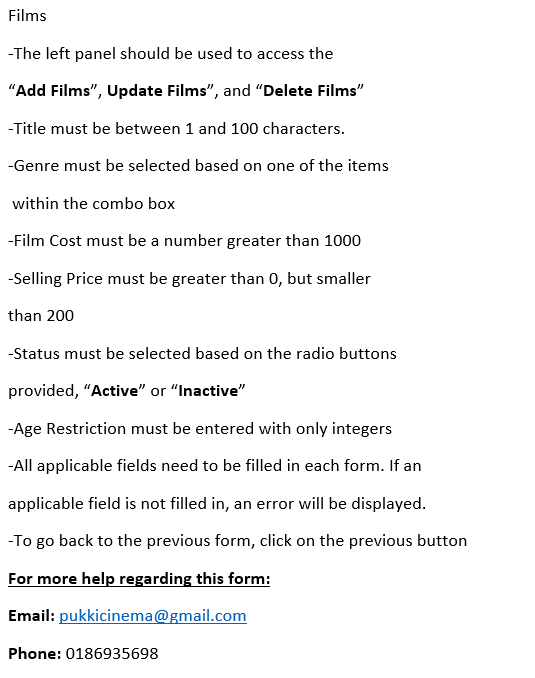 Films
-The left panel should be used to access the
“Add Films”, Update Films”, and “Delete Films”
-Title must be between 1 and 100 characters.
-Genre must be selected based on one of the items
within the combo box
-Film Cost must be a number greater than 1000
-Selling Price must be greater than 0, but smaller
than 200
-Status must be selected based on the radio buttons
provided, “Active” or “Inactive”
-Age Restriction must be entered with only integers
-All applicable fields need to be filled in each form. If an
applicable field is not filled in, an error will be displayed.
-To go back to the previous form, click on the previous button
For more help regarding this form:
Email: pukkicinema@gmail.com
Phone: 0186935698